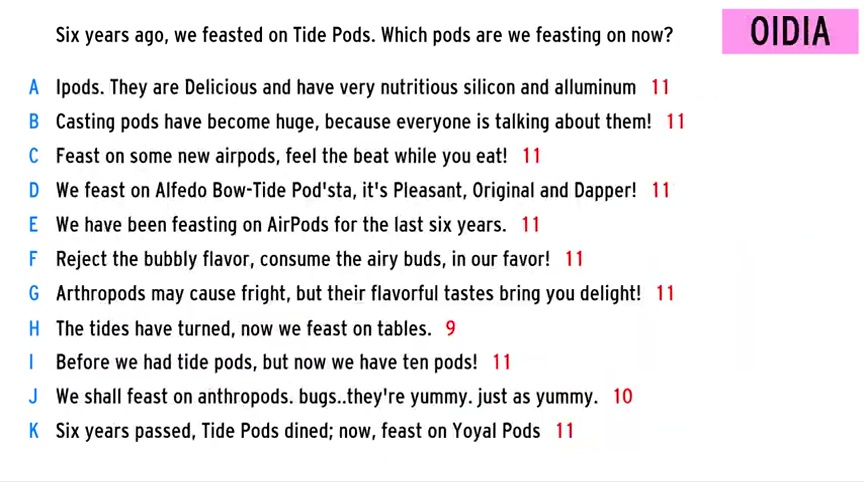 Six years ago, we feasted on Tide Pods. Which pods are we feasting on now?
OIDIA
A Ipods. They are Delicious and have very nutritious silicon and alluminum 11
B Casting pods have become huge, because everyone is talking about them! 11
C Feast on some new airpods, feel the beat while you eat! 11
D We feast on Alfedo Bow-Tide Pod'sta, it's Pleasant, Original and Dapper! 11
E We have been feasting on AirPods for the last six years. 11
F Reject the bubbly flavor, consume the airy buds, in our favor! 11
G Arthropods may cause fright, but their flavorful tastes bring you delight! 11
H The tides have turned, now we feast on tables. 9
I Before we had tide pods, but now we have ten pods! 11
J We shall feast on anthropods. bugs..they're yummy. just as yummy. 10
K Six years passed, Tide Pods dined; now, feast on Yoyal Pods 11